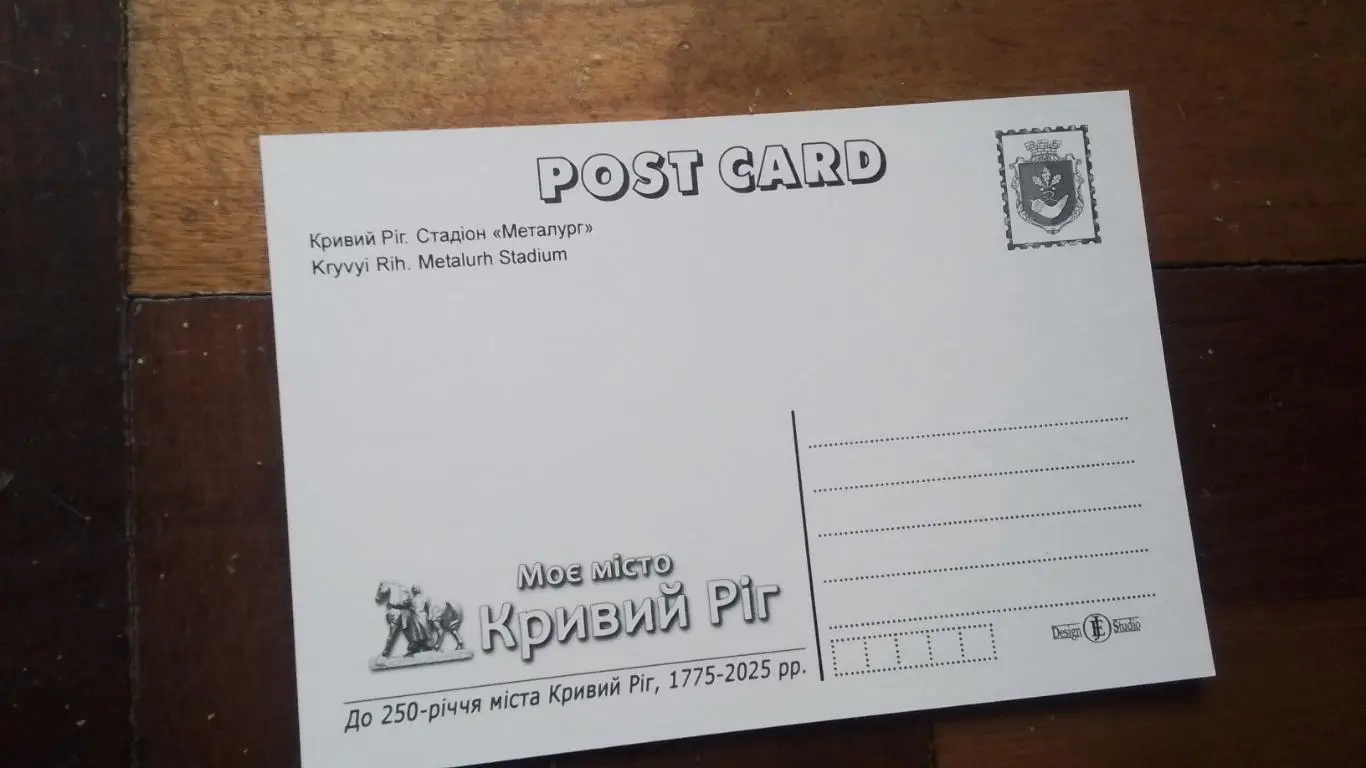 POST CARD
Кривий Ріг. Стадіон «Металург»
Kryvyi Rih. Metalurh Stadium
Моє місто
Кривий Ріг
До 250-річчя міста Кривий Ріг, 1775-2025 рр.
Design Studio